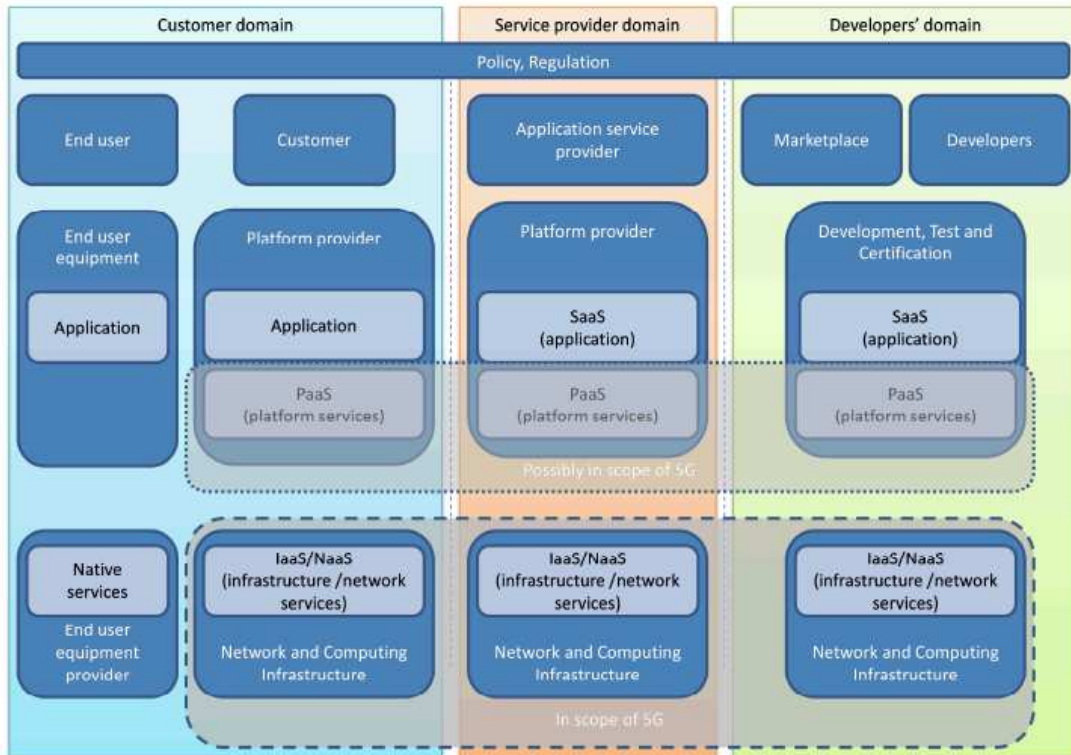 Customer domain
Service provider domain
Developers' domain
Policy, Regulation
End user
Customer
Application service
provider
Marketplace
Developers
End user
equipment
Platform provider
Platform provider
Development, Test and
Certification
Application
Application
SaaS
(application)
SaaS
(application)
PaaS
(platform services)
PaaS
(platform services)
PaaS
(platform services)
Possibly in scope of 5G
Native
services
IaaS/NaaS
(infrastructure /network
services)
IaaS/NaaS
(infrastructure /network
services)
IaaS/NaaS
(infrastructure /network
services)
End user
equipment
provider
Network and Computing
Infrastructure
Network and Computing
Infrastructure
Network and Computing
Infrastructure
In scope of 5G